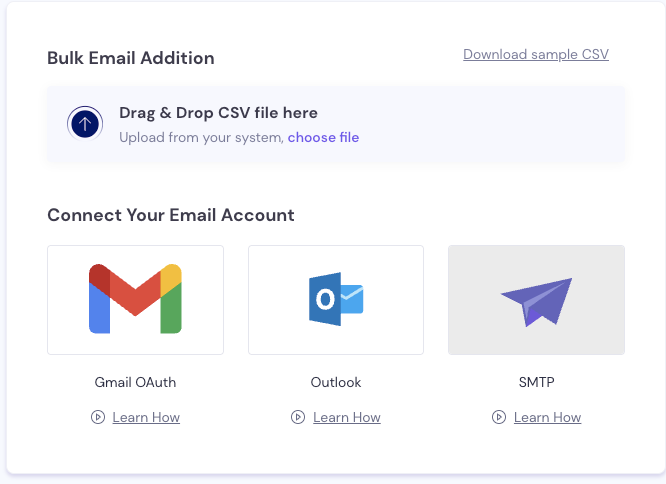 Bulk Email Addition
Download sample CSV
Drag & Drop CSV file here
Upload from your system, choose file
Connect Your Email Account
O
Gmail OAuth
Outlook
SMTP
Learn How
Learn How
Learn How